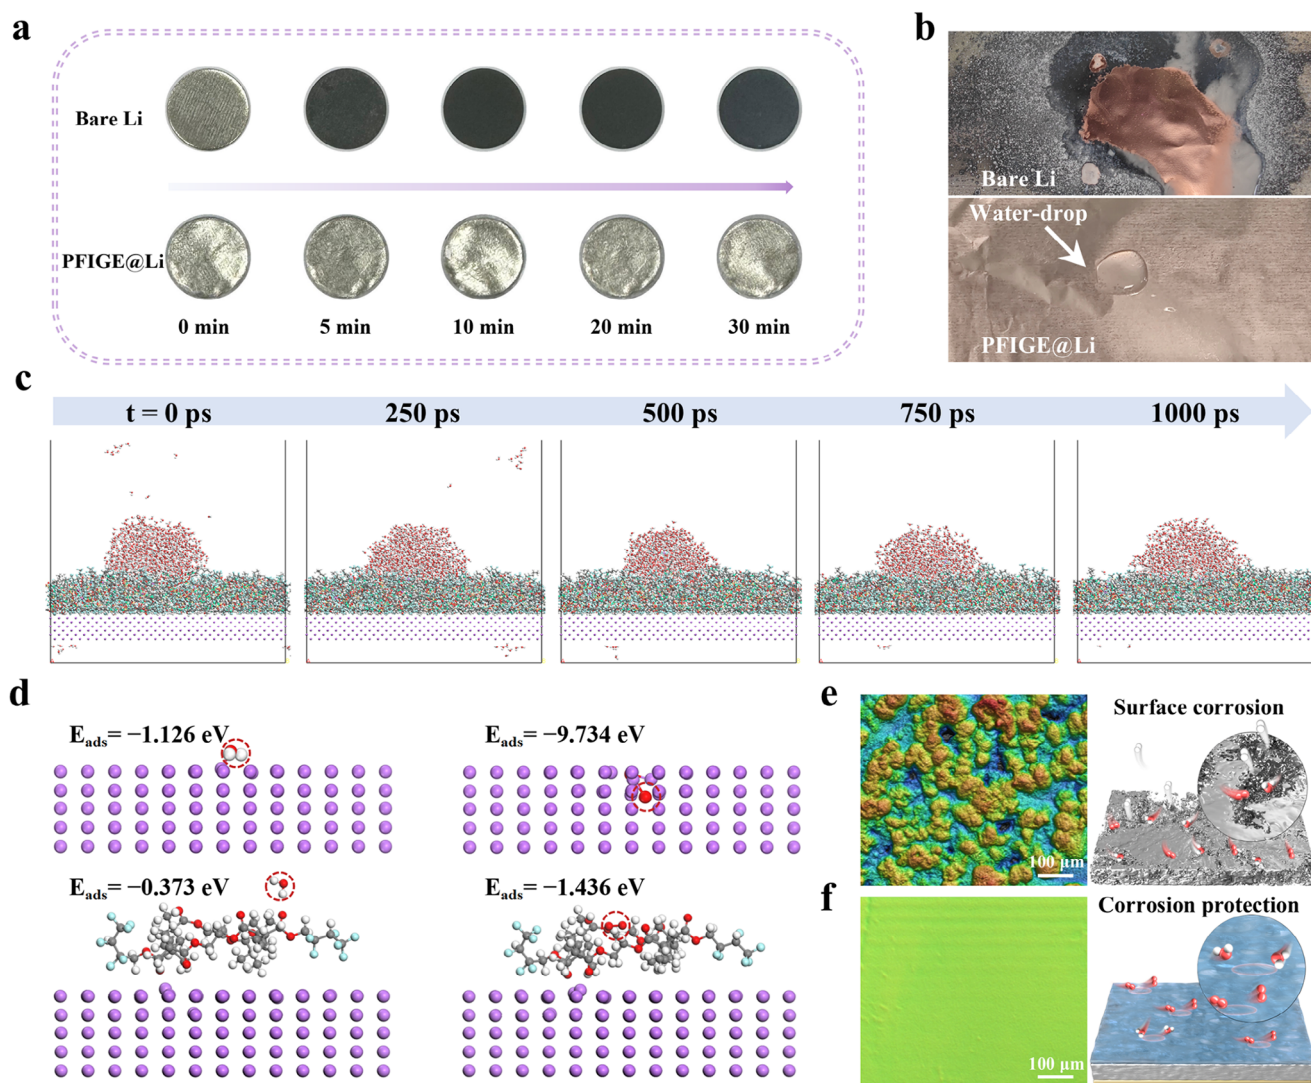 a
Bare Li
PFIGE@Li
0 min 5 min 10 min 20 min 30 min
b
Bare Li
Water-drop
PFIGE@Li
c
t = 0 ps 250 ps 500 ps 750 ps 1000 ps
d
Eads= −1.126 eV
Eads= −9.734 eV
Eads= −0.373 eV
Eads= −1.436 eV
e
100 μm
Surface corrosion
f
100 μm
Corrosion protection